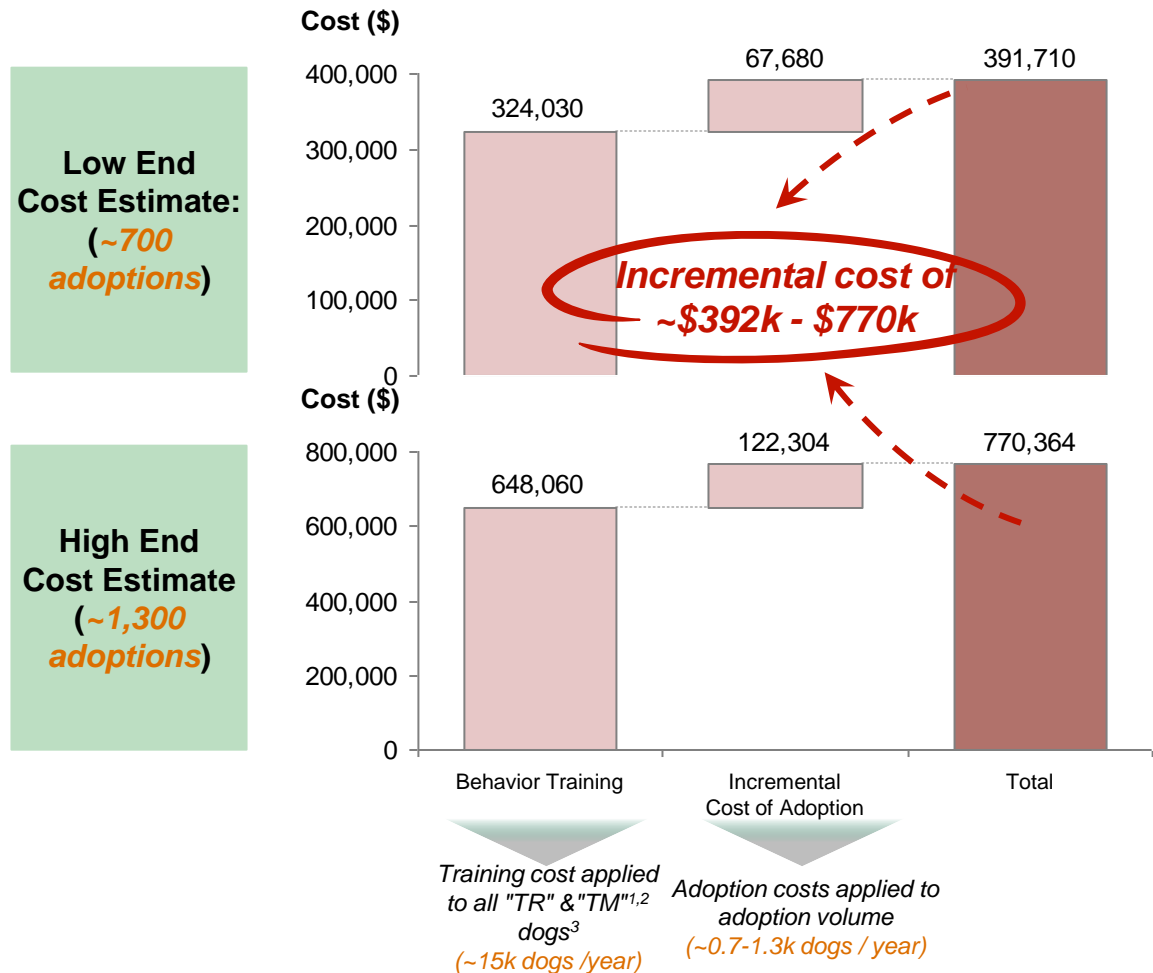 Cost ($)
Low End
Cost Estimate:
(~700
adoptions)
400,000
300,000
200,000
100,000
0
324,030
67,680
391,710
Incremental cost of
~$392k - $770k
Cost ($)
High End
Cost Estimate
(~1,300
adoptions)
800,000
600,000
400,000
200,000
0
648,060
122,304
770,364
Behavior Training
Incremental
Cost of Adoption
Total
Training cost applied
to all "TR" &"TM"1,2
dogs3
(~15k dogs /year)
Adoption costs applied to
adoption volume
(~0.7-1.3k dogs / year)